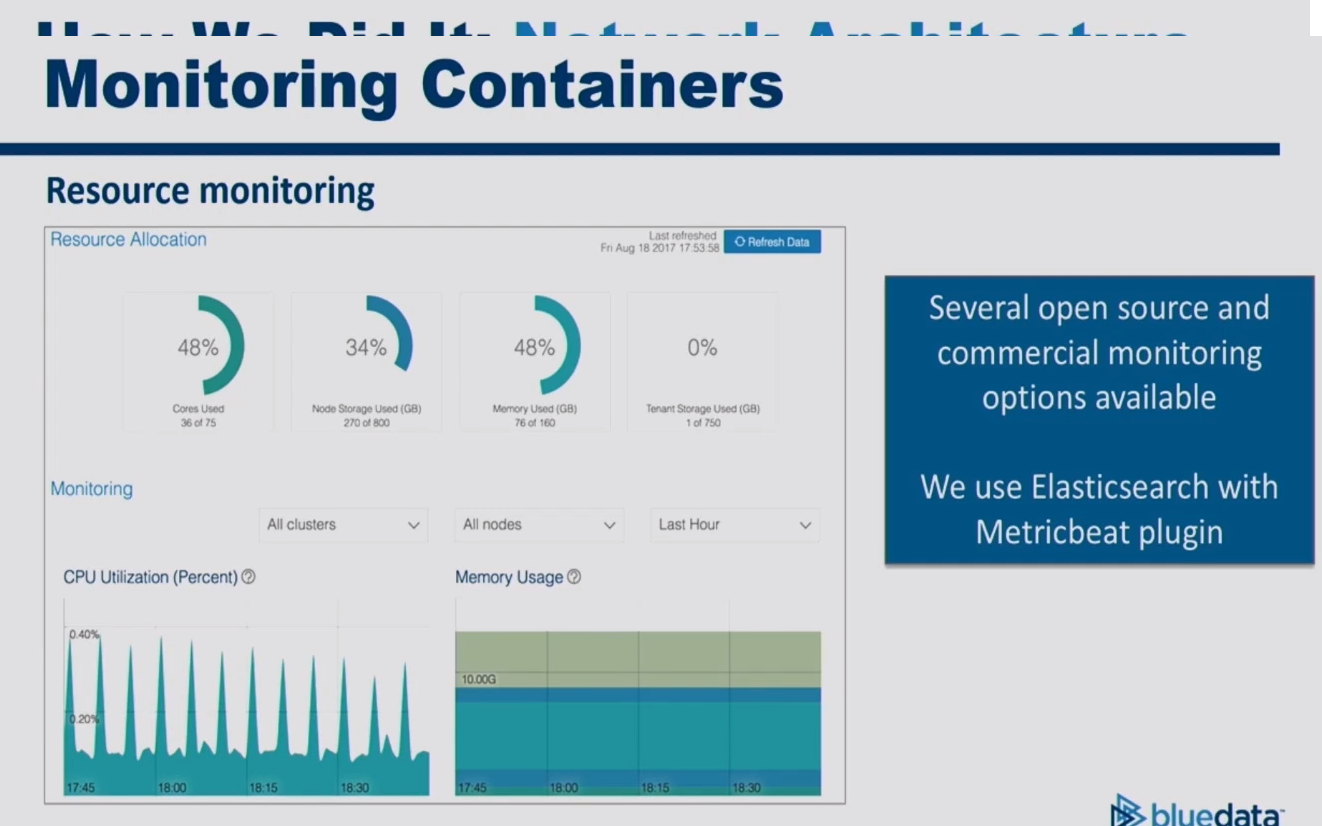 How We Did It: Network Architecture
Monitoring Containers
Resource monitoring
Resource Allocation
Last refreshed
Fri Aug 18 2017 17:53:58
Refresh Data
48%
Cores Used
36 of 75
34%
Node Storage Used (GB)
270 of 800
48%
Memory Used (GB)
76 of 160
0%
Tenant Storage Used (GB)
1 of 750
Several open source and
commercial monitoring
options available
We use Elasticsearch with
Metricbeat plugin
Monitoring
All clusters
All nodes
Last Hour
CPU Utilization (Percent)
0.40%
0.20%
17:45 18:00 18:15 18:30
Memory Usage
10.00G
17:45 18:00 18:15 18:30
bluedata